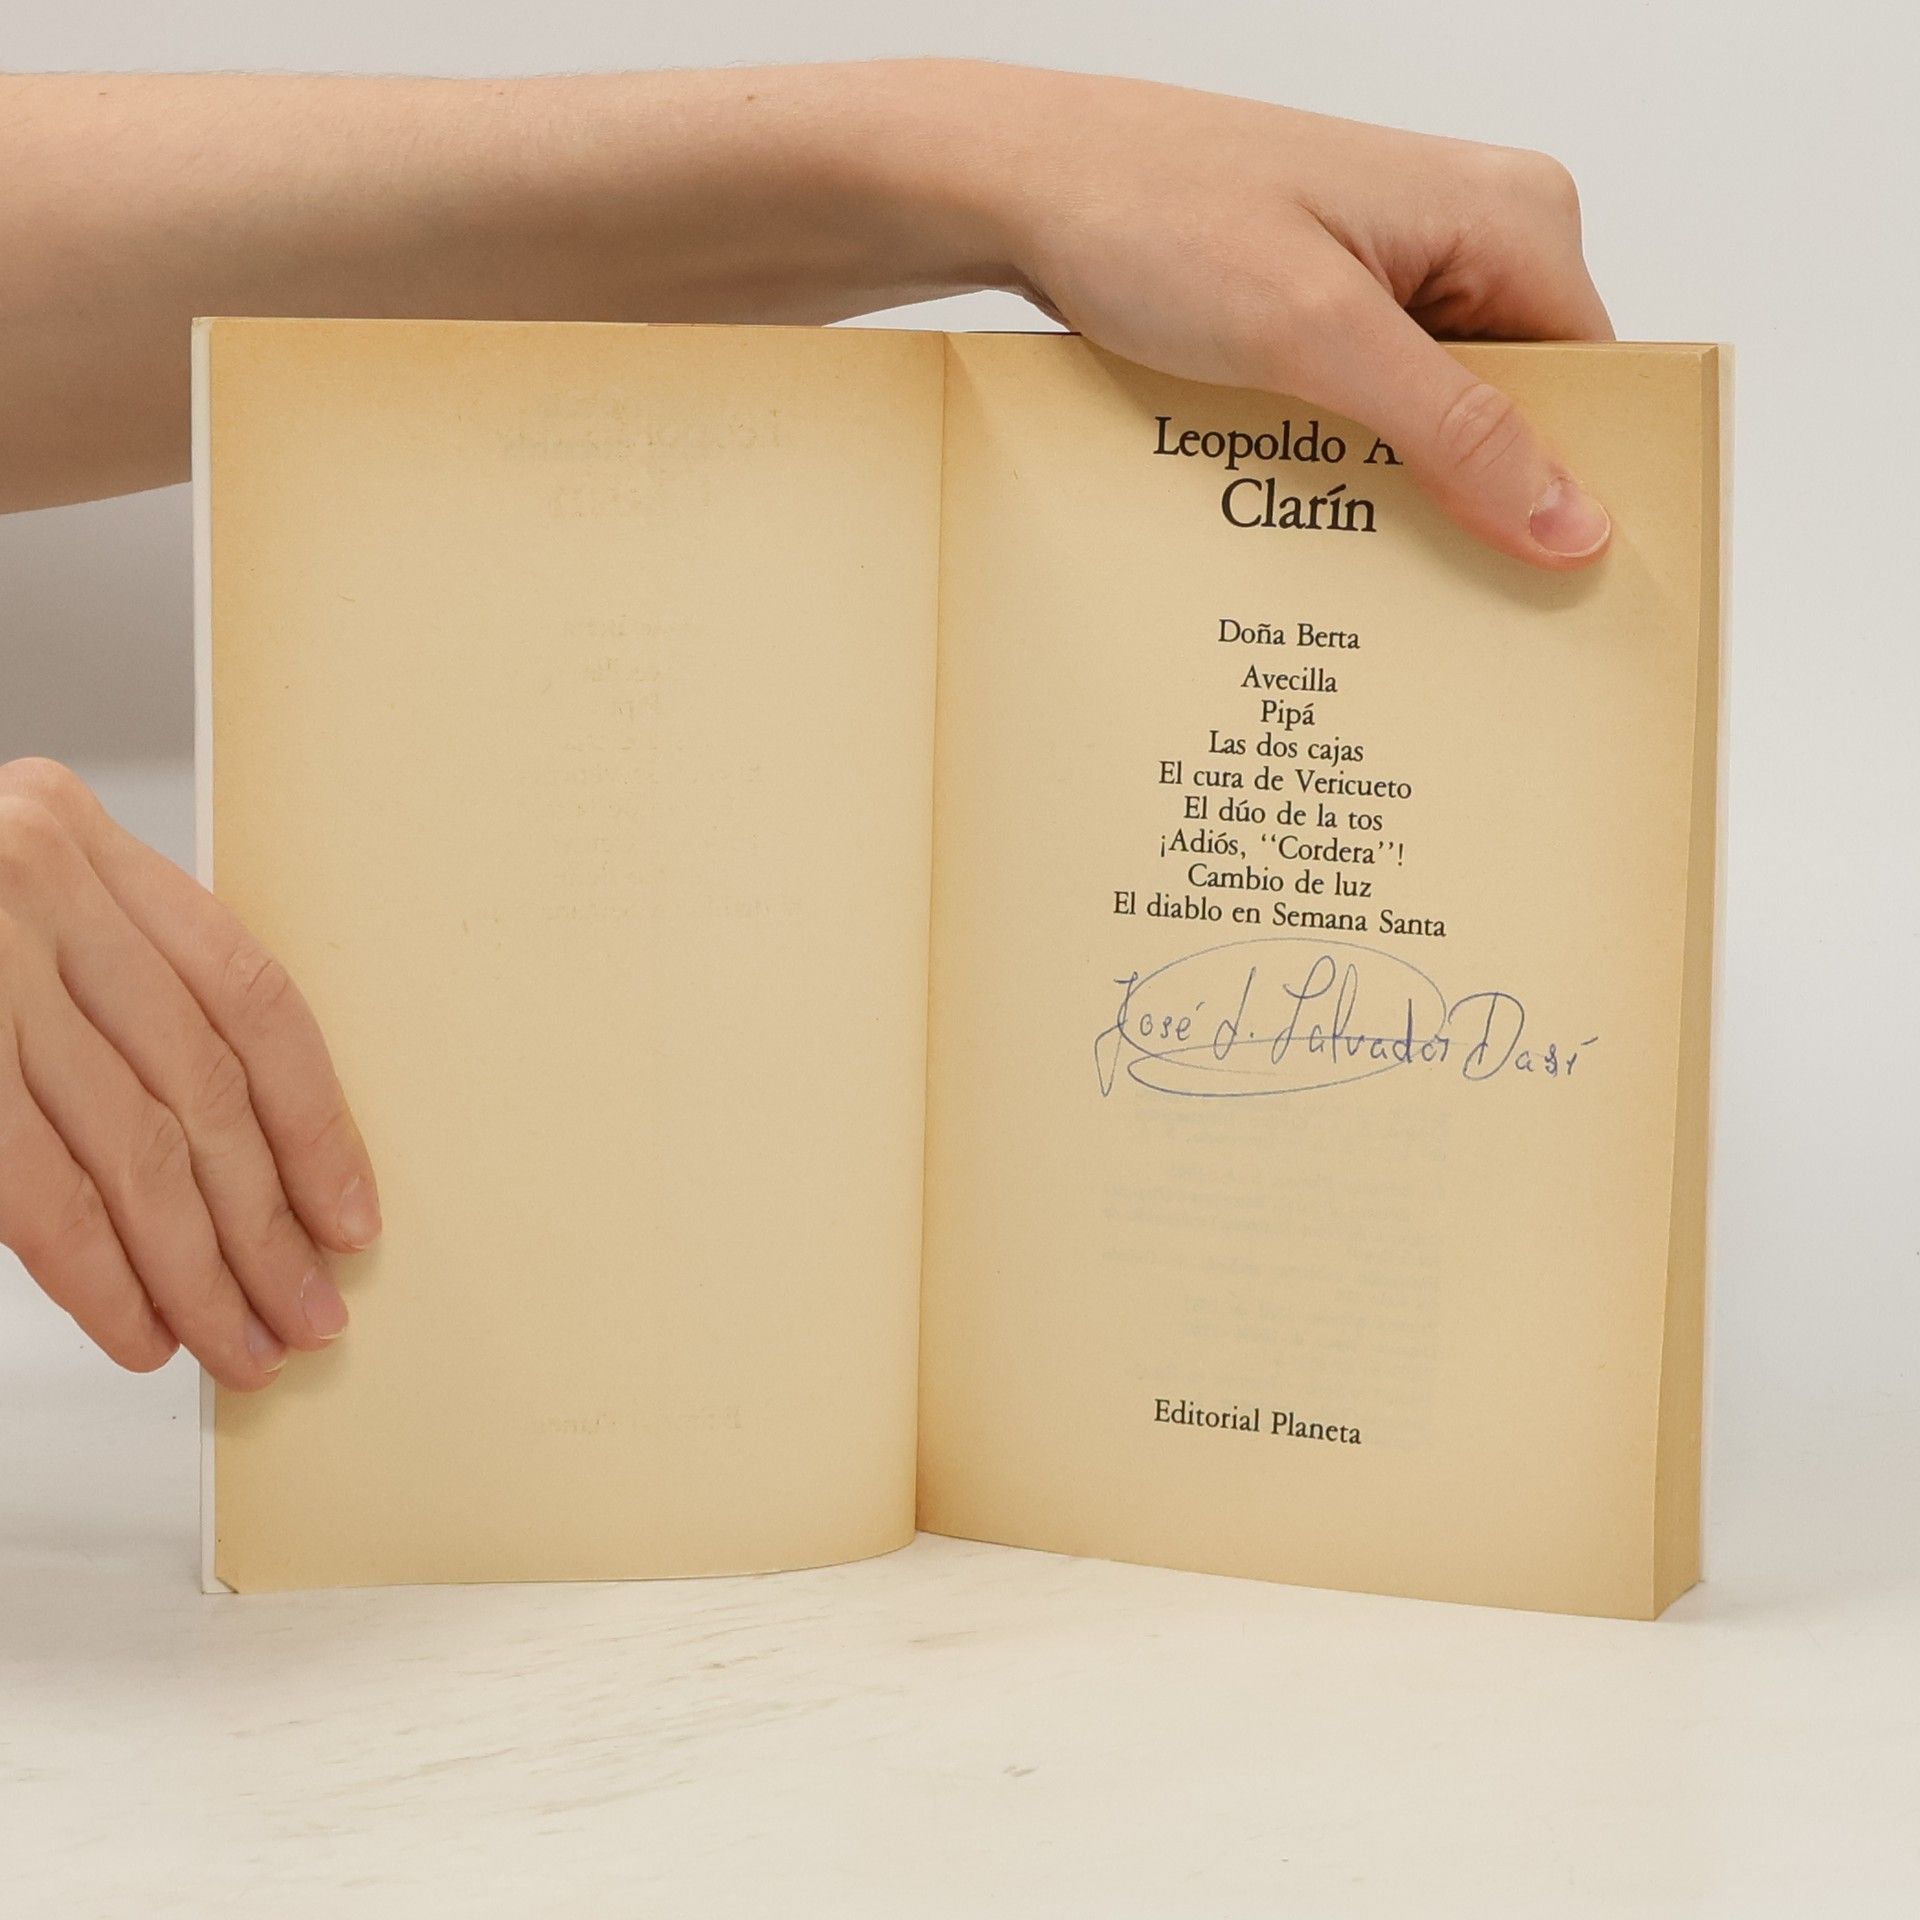 Leopoldo A
Clarín
Doña Berta
Avecilla
Pipá
Las dos cajas
El cura de Vericueto
El dúo de la tos
¡Adiós, ‘‘Cordera’’!
Cambio de luz
El diablo en Semana Santa
José L. Salvador Dasí
Editorial Planeta